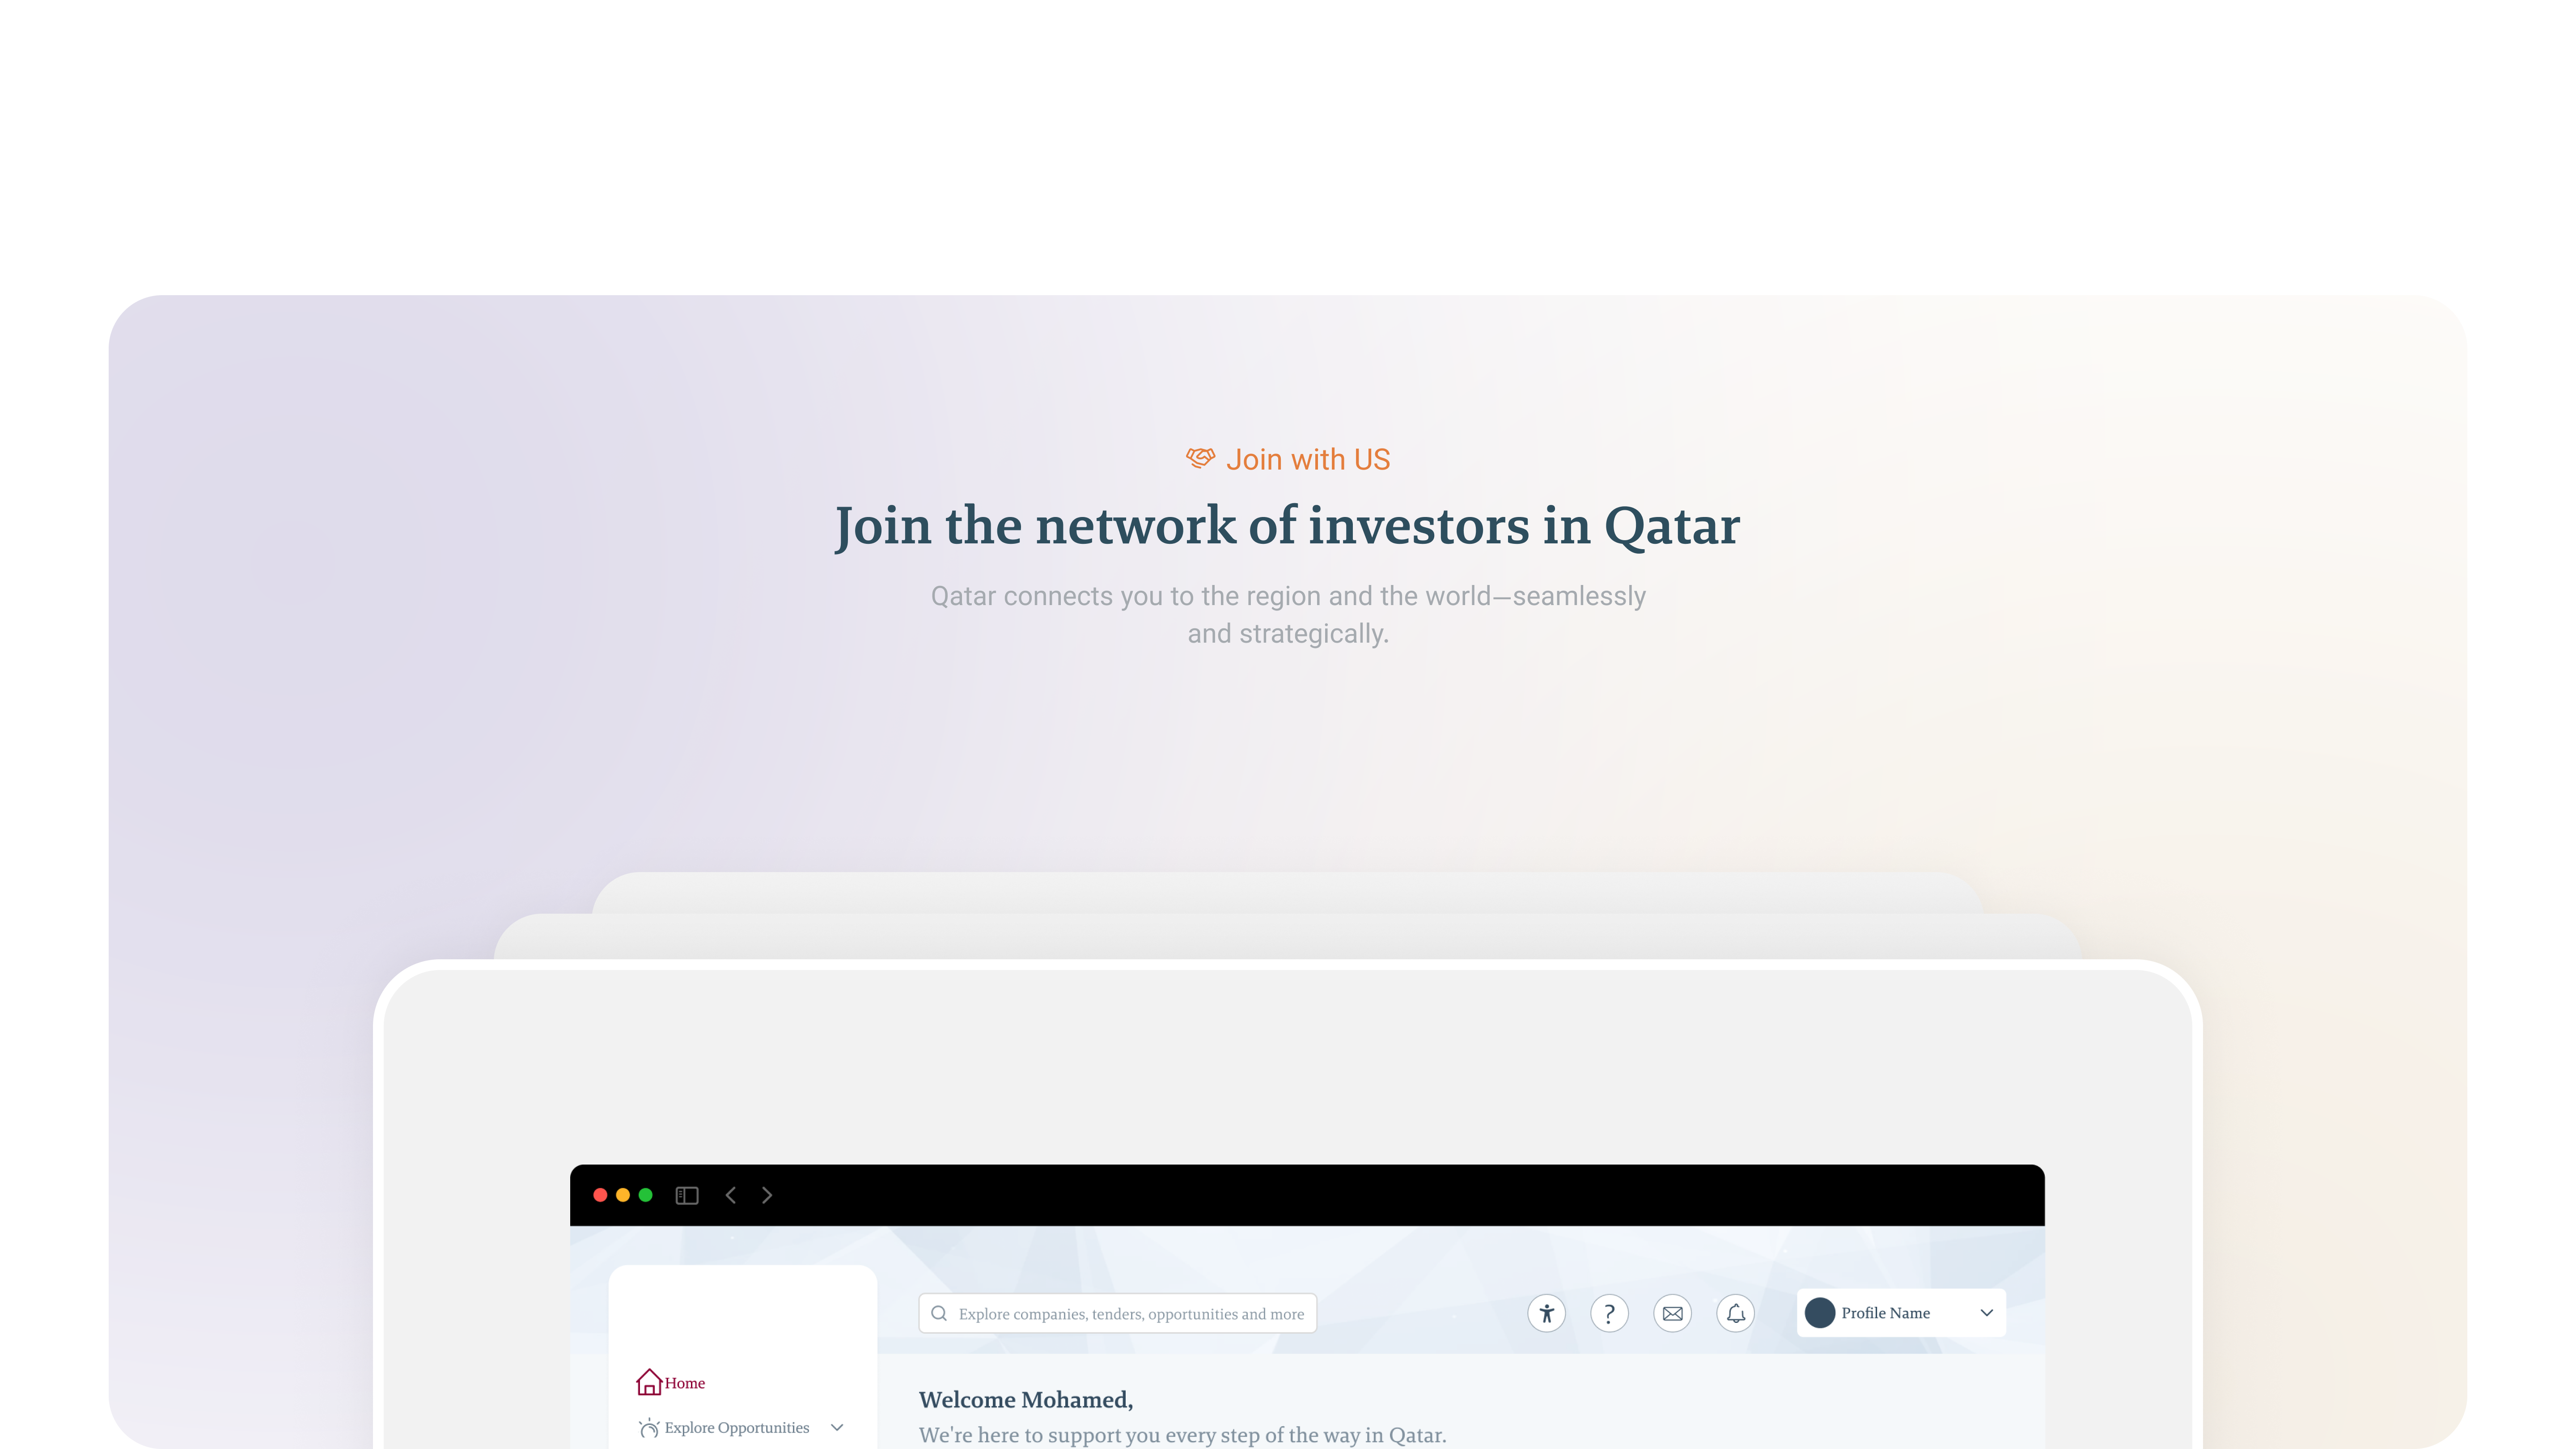 Join with US
Join the network of investors in Qatar
Qatar connects you to the region and the world—seamlessly
and strategically.
Explore companies, tenders, opportunities and more
?
Profile Name
Home
Welcome Mohamed,
Explore Opportunities
We're here to support you every step of the way in Qatar.